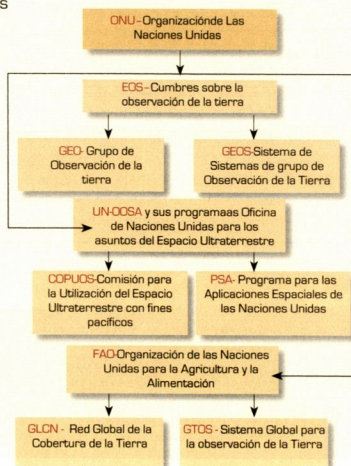 s
ONU-Organizaciónde Las
Naciones Unidas
EOS-Cumbres sobre la
observación de la tierra
GEO- Grupo de
Observación de la
tierra
GEOS-Sistema de
Sistemas de grupo de
Observación de la Tierra
UN-OOSA y sus programaas Oficina
de Naciones Unidas para los
asuntos del Espacio Ultraterrestre
COPUOS-Comisión para
la Utilización del Espacio
Ultraterrestre con fines
pacíficos
PSA- Programa para las
Aplicaciones Espaciales de
las Naciones Unidas
FAO-Organización de las Naciones
Unidas para la Agricultura y la
Alimentación
GLCN - Red Global de la
Cobertura de la Tierra
GTOS - Sistema Global para
la observación de la Tierra